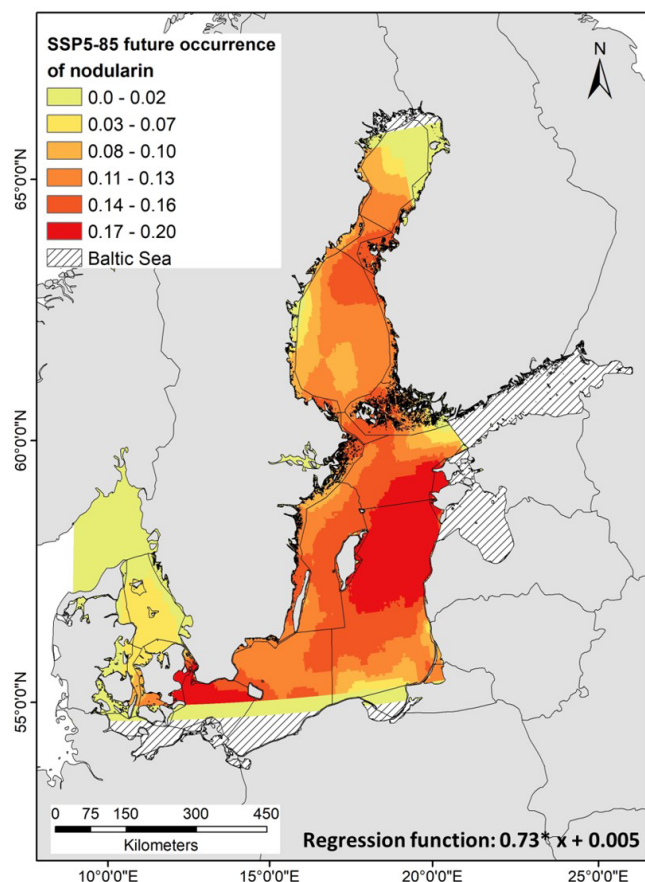 SSP5-85 future occurrence
of nodularin
0.0 - 0.02
0.03 - 0.07
0.08 - 0.10
0.11 - 0.13
0.14 - 0.16
0.17 - 0.20
Baltic Sea
N
65°0'0"N
60°0'0"N
55°0'0"N
0 75 150 300 450
Kilometers
Regression function: 0.73* x + 0.005
10°0'0"E 15°0'0"E 20°0'0"E 25°0'0"E